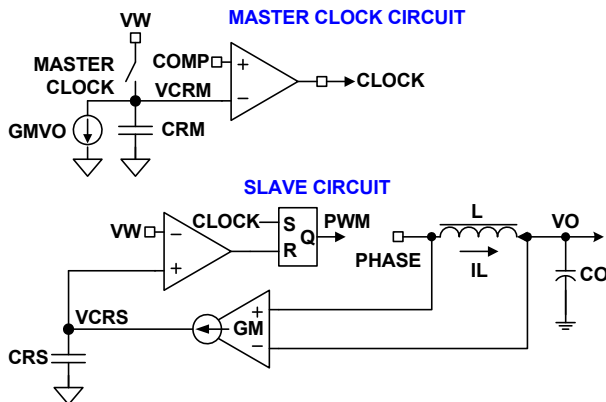 MASTER CLOCK CIRCUIT
VW
MASTER
CLOCK
COMP
+
−
VCRM
CLOCK
GMVO
CRM
SLAVE CIRCUIT
VW
−
+
CLOCK
S
R
Q
PWM
PHASE
L
IL
VO
CO
VCRS
GM
+
−
CRS